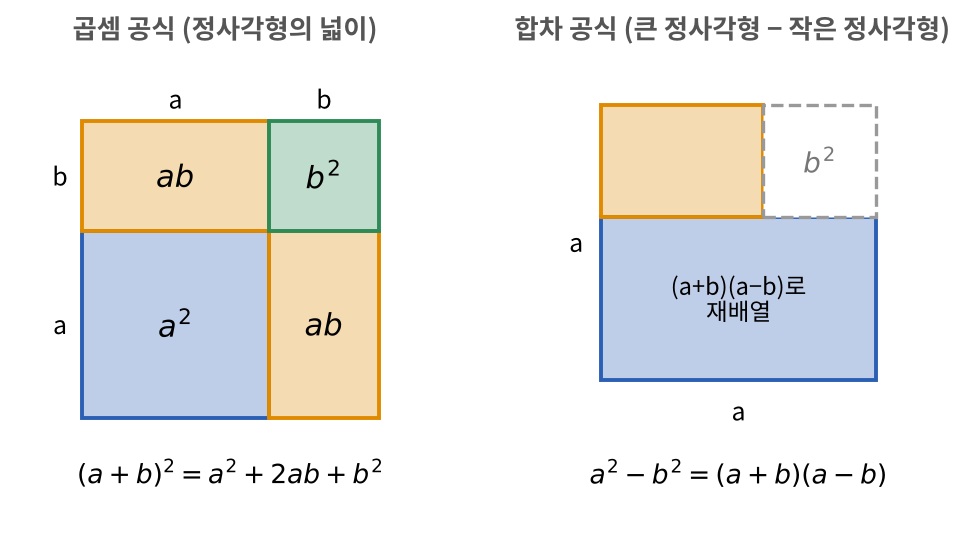 곱셈 공식 (정사각형의 넓이)
a b
b ab b²
a a² ab
(a + b)² = a² + 2ab + b²
합차 공식 (큰 정사각형 − 작은 정사각형)
b²
a
(a+b)(a−b)로
재배열
a
a² − b² = (a + b)(a − b)